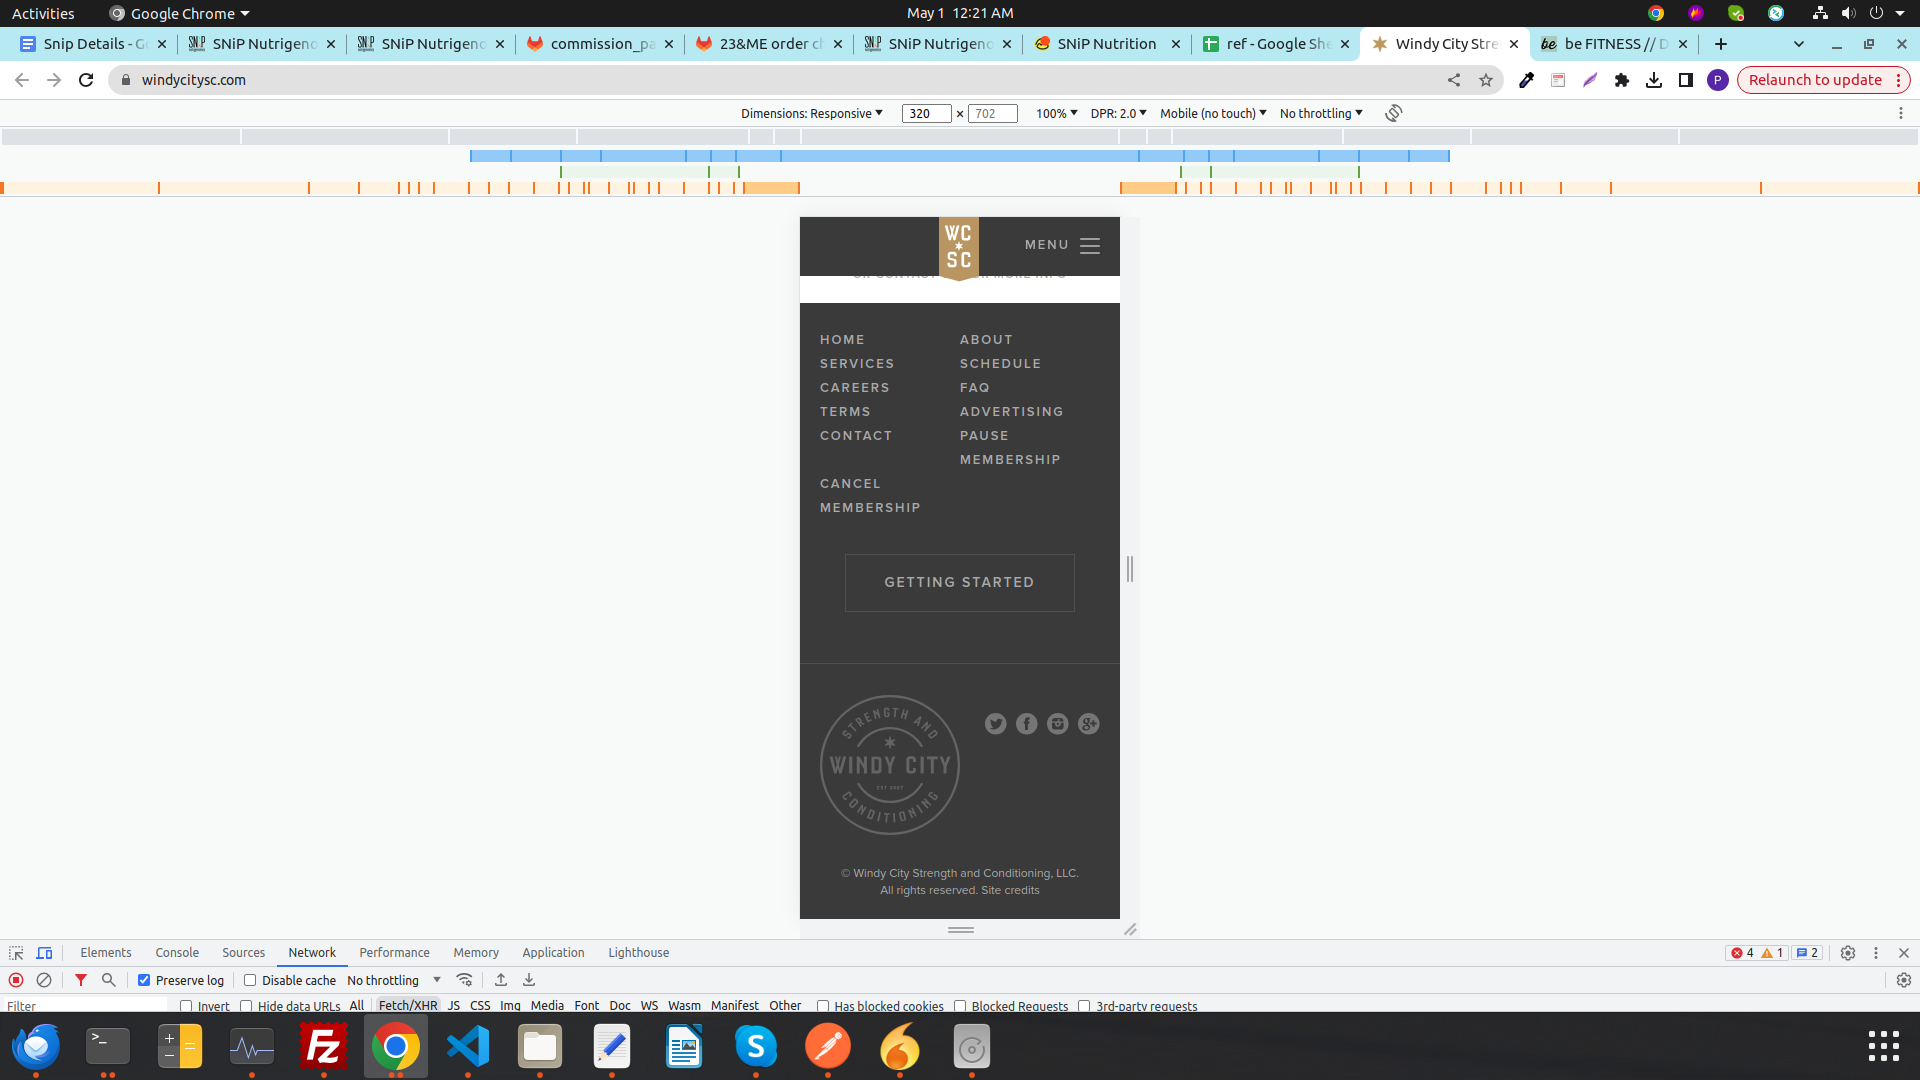 Activities
Google Chrome
May 1 12:21 AM
Snip Details - G
SNiP Nutrigeno
SNiP Nutrigeno
commission_pa
23&ME order ch
SNiP Nutrigeno
SNiP Nutrition
ref - Google She
Windy City Stre
be
be FITNESS // D
windycitysc.com
P
Relaunch to update
Dimensions: Responsive
320
×
702
100%
DPR: 2.0
Mobile (no touch)
No throttling
WC
SC
MENU
HOME
ABOUT
SERVICES
SCHEDULE
CAREERS
FAQ
TERMS
ADVERTISING
CONTACT
PAUSE
MEMBERSHIP
CANCEL
MEMBERSHIP
GETTING STARTED
STRENGTH AND
WINDY CITY
CONDITIONING
© Windy City Strength and Conditioning, LLC.
All rights reserved. Site credits
Elements
Console
Sources
Network
Performance
Memory
Application
Lighthouse
4
1
2
Preserve log
Disable cache
No throttling
Filter
Invert
Hide data URLs
All
Fetch/XHR
JS
CSS
Img
Media
Font
Doc
WS
Wasm
Manifest
Other
Has blocked cookies
Blocked Requests
3rd-party requests